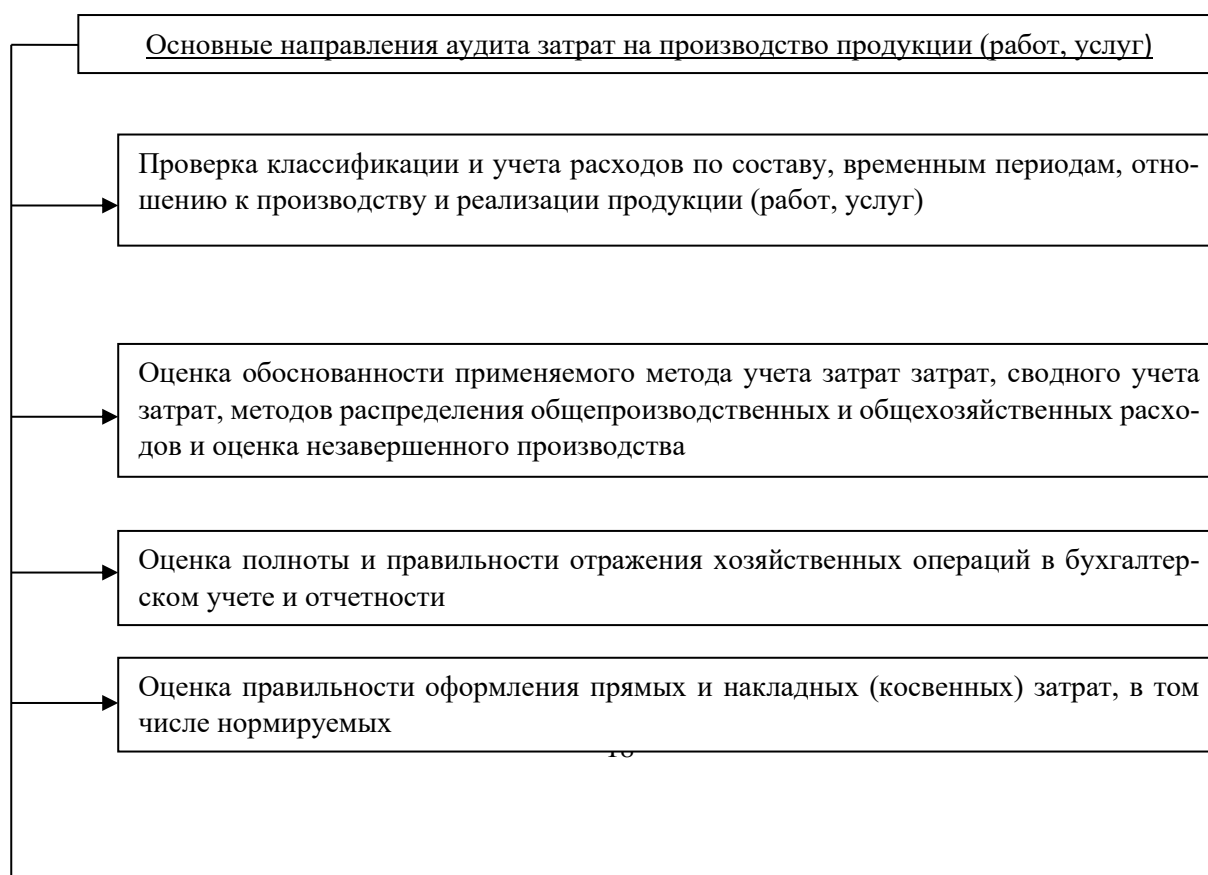 Основные направления аудита затрат на производство продукции (работ, услуг)
Проверка классификации и учета расходов по составу, временным периодам, отно-
шению к производству и реализации продукции (работ, услуг)
Оценка обоснованности применяемого метода учета затрат затрат, сводного учета
затрат, методов распределения общепроизводственных и общехозяйственных расхо-
дов и оценка незавершенного производства
Оценка полноты и правильности отражения хозяйственных операций в бухгалтер-
ском учете и отчетности
Оценка правильности оформления прямых и накладных (косвенных) затрат, в том
числе нормируемых